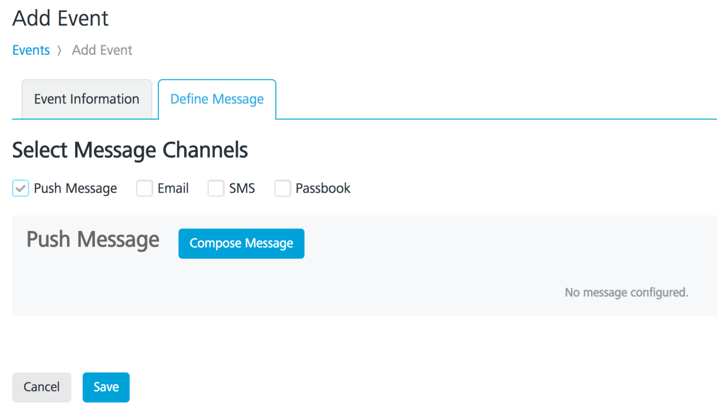 Add Event
Events 〉 Add Event
Event Information Define Message
Select Message Channels
Push Message Email SMS Passbook
Push Message Compose Message
No message configured.
Cancel Save